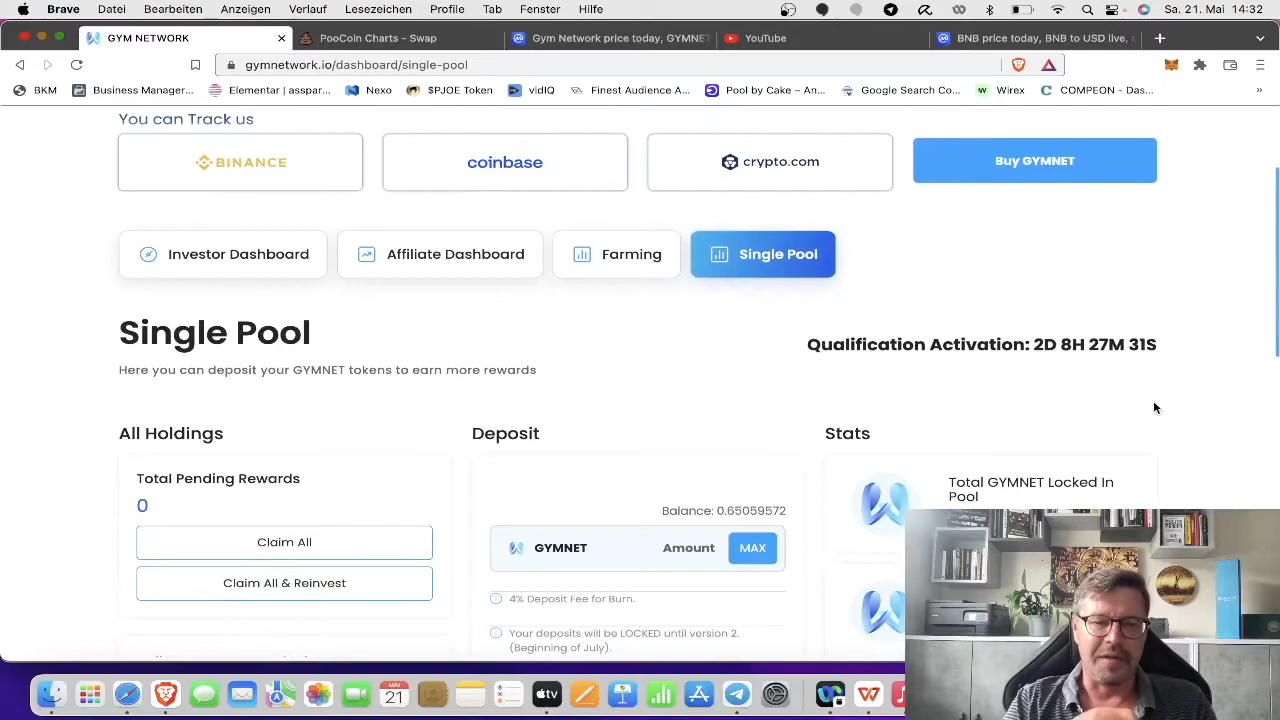 Brave Datei Bearbeiten Anzeigen Verlauf Lesezeichen Profile Tab Fenster Hilfe Sa. 21. Mai 14:32
GYM NETWORK PooCoin Charts - Swap Gym Network price today, GYMNET YouTube BNB price today, BNB to USD live,
gymnetwork.io/dashboard/single-pool
BKM Business Manager... Elementar | asspar... Nexo $PJOE Token vidIQ Finest Audience A... Pool by Cake – An... Google Search Co... Wirex COMPEON - Das... »
You can Track us
BINANCE coinbase crypto.com Buy GYMNET
Investor Dashboard Affiliate Dashboard Farming Single Pool
Single Pool
Qualification Activation: 2D 8H 27M 31S
Here you can deposit your GYMNET tokens to earn more rewards
All Holdings Deposit Stats
Total Pending Rewards
0
Claim All
Claim All & Reinvest
Balance: 0.65059572
GYMNET Amount MAX
4% Deposit Fee for Burn.
Your deposits will be LOCKED until version 2.
(Beginning of July).
Total GYMNET Locked In
Pool
MAI
21
tv